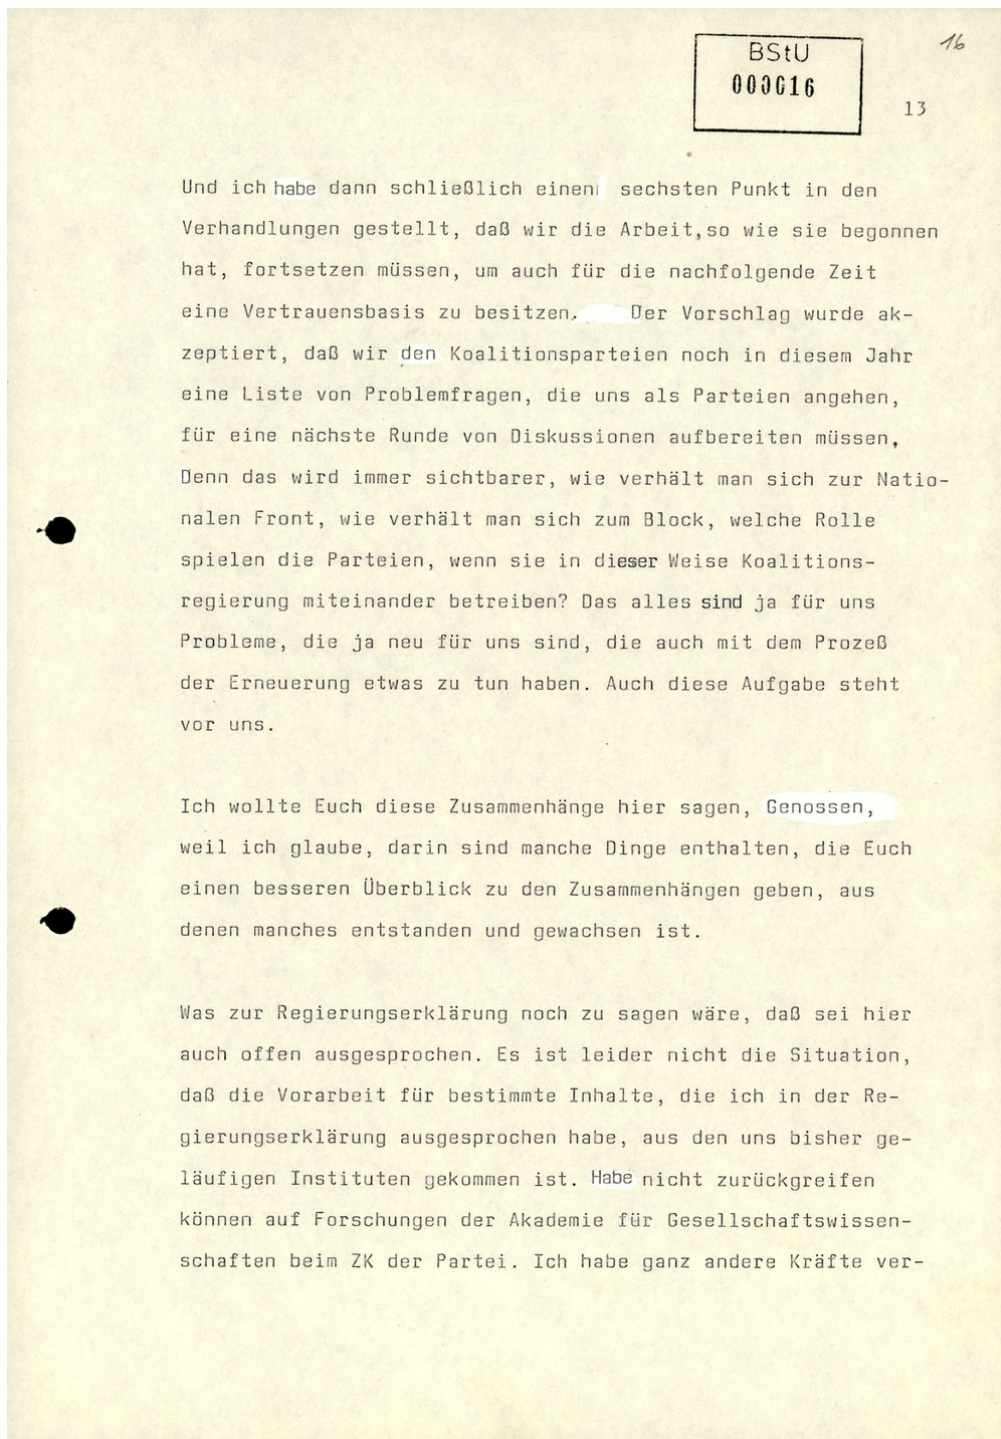 16
BStU
000016
13
Und ich habe dann schließlich einen sechsten Punkt in den
Verhandlungen gestellt, daß wir die Arbeit,so wie sie begonnen
hat, fortsetzen müssen, um auch für die nachfolgende Zeit
eine Vertrauensbasis zu besitzen. Der Vorschlag wurde ak-
zeptiert, daß wir den Koalitionsparteien noch in diesem Jahr
eine Liste von Problemfragen, die uns als Parteien angehen,
für eine nächste Runde von Diskussionen aufbereiten müssen,
Denn das wird immer sichtbarer, wie verhält man sich zur Natio-
nalen Front, wie verhält man sich zum Block, welche Rolle
spielen die Parteien, wenn sie in dieser Weise Koalitions-
regierung miteinander betreiben? Das alles sind ja für uns
Probleme, die ja neu für uns sind, die auch mit dem Prozeß
der Erneuerung etwas zu tun haben. Auch diese Aufgabe steht
vor uns.
Ich wollte Euch diese Zusammenhänge hier sagen, Genossen,
weil ich glaube, darin sind manche Dinge enthalten, die Euch
einen besseren Überblick zu den Zusammenhängen geben, aus
denen manches entstanden und gewachsen ist.
Was zur Regierungserklärung noch zu sagen wäre, daß sei hier
auch offen ausgesprochen. Es ist leider nicht die Situation,
daß die Vorarbeit für bestimmte Inhalte, die ich in der Re-
gierungserklärung ausgesprochen habe, aus den uns bisher ge-
läufigen Instituten gekommen ist. Habe nicht zurückgreifen
können auf Forschungen der Akademie für Gesellschaftswissen-
schaften beim ZK der Partei. Ich habe ganz andere Kräfte ver-